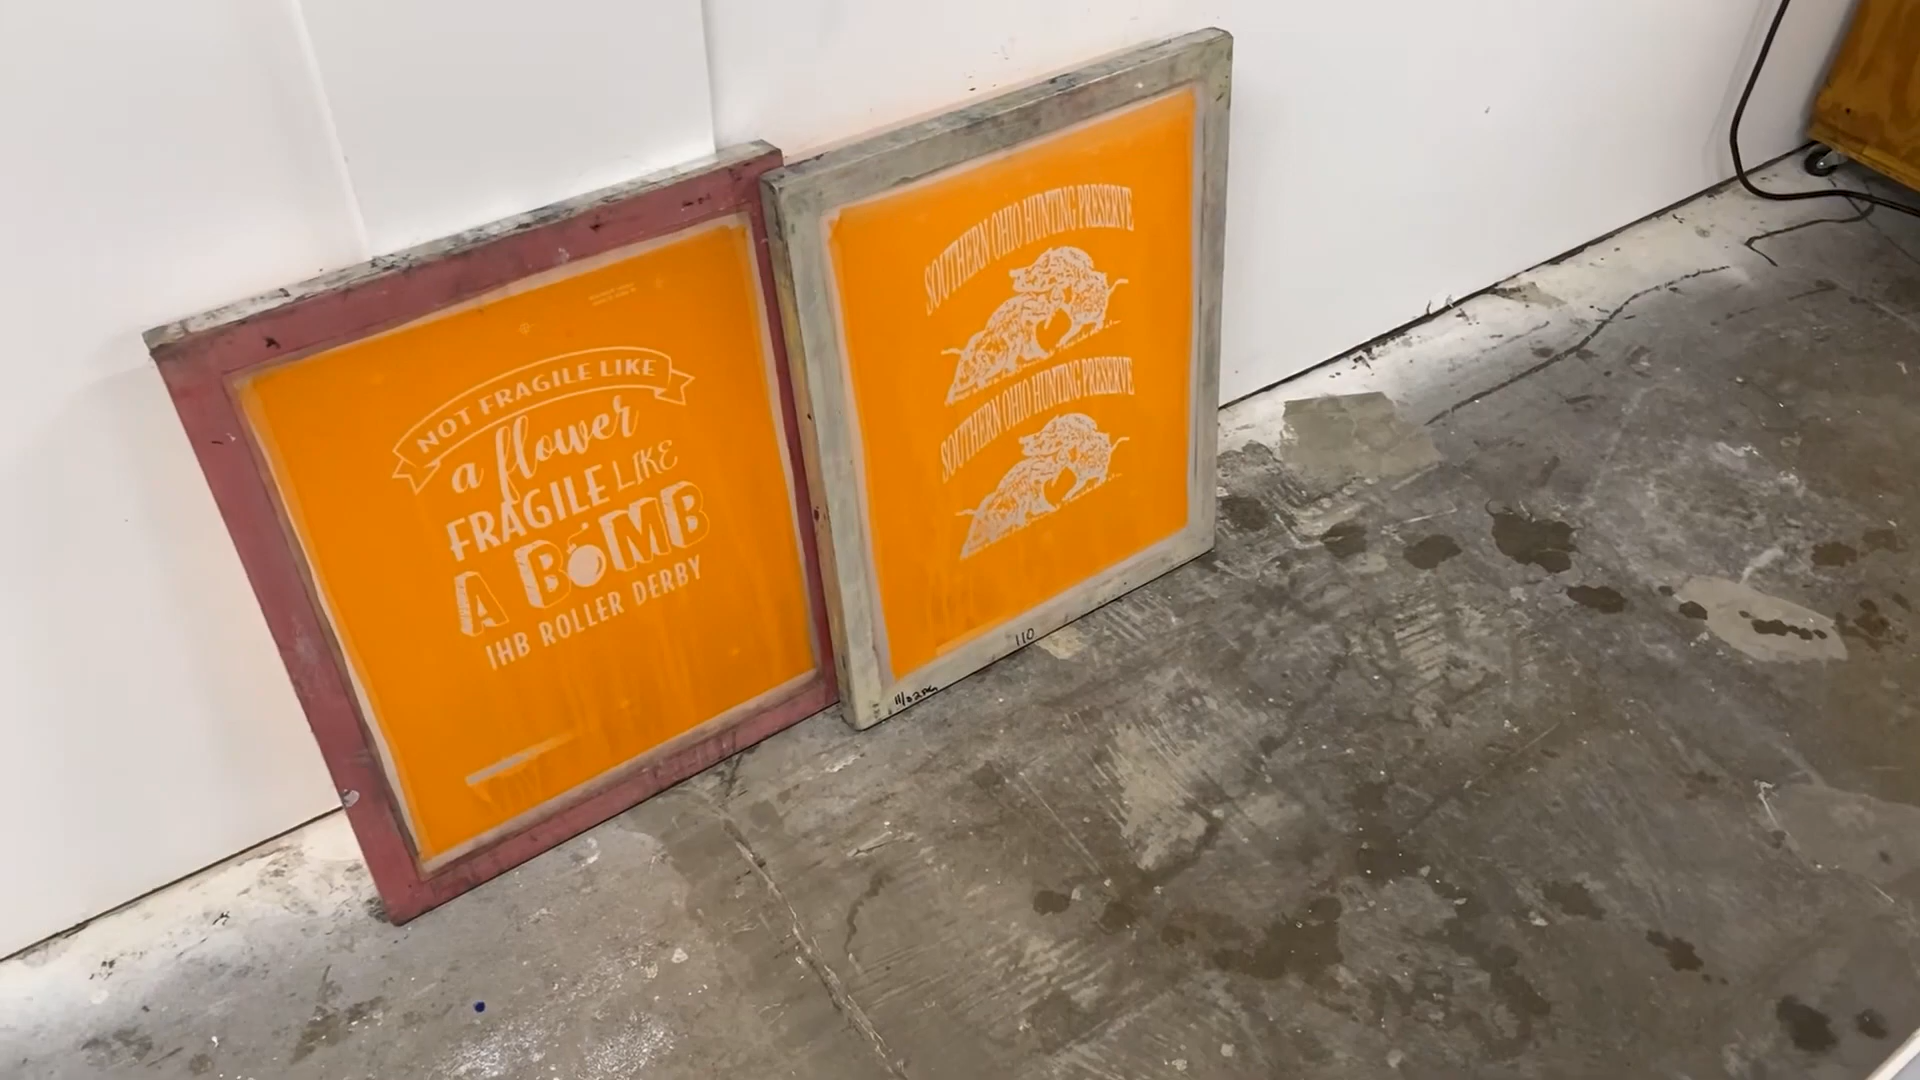 NOT FRAGILE LIKE
a flower
FRAGILE LIKE
A BOMB
IHB ROLLER DERBY
SOUTHERN OHIO HUNTING PRESERVE
SOUTHERN OHIO HUNTING PRESERVE
110